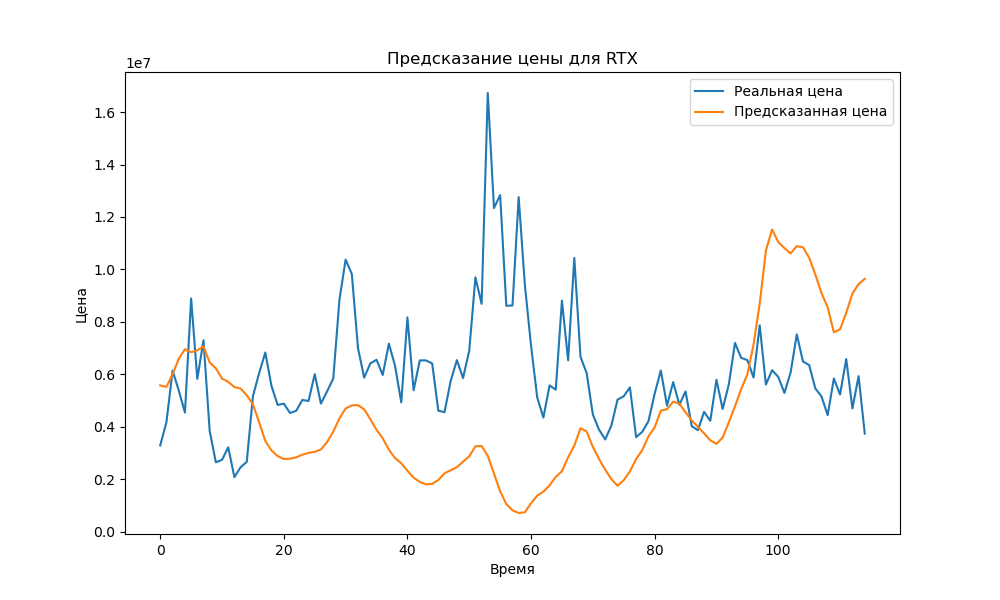 Предсказание цены для RTX
1e7
Реальная цена
Предсказанная цена
1.6
1.4
1.2
1.0
0.8
0.6
0.4
0.2
0.0
Цена
0 20 40 60 80 100
Время